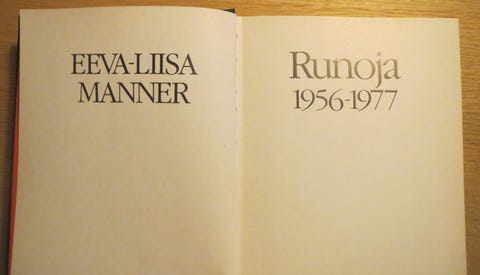 EEVA-LIISA
MANNER
Runoja
1956-1977